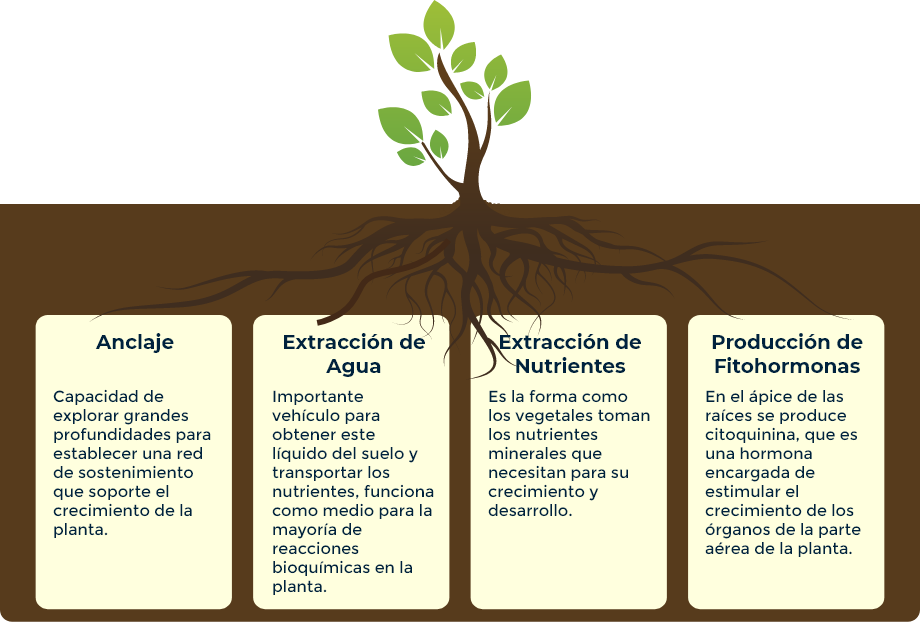 Anclaje
Capacidad de
explorar grandes
profundidades para
establecer una red
de sostenimiento
que soporte el
crecimiento de la
planta.
Extracción de
Agua
Importante
vehículo para
obtener este
líquido del suelo y
transportar los
nutrientes, funciona
como medio para la
mayoría de
reacciones
bioquímicas en la
planta.
Extracción de
Nutrientes
Es la forma como
los vegetales toman
los nutrientes
minerales que
necesitan para su
crecimiento y
desarrollo.
Producción de
Fitohormonas
En el ápice de las
raíces se produce
citoquinina, que es
una hormona
encargada de
estimular el
crecimiento de los
órganos de la parte
aérea de la planta.